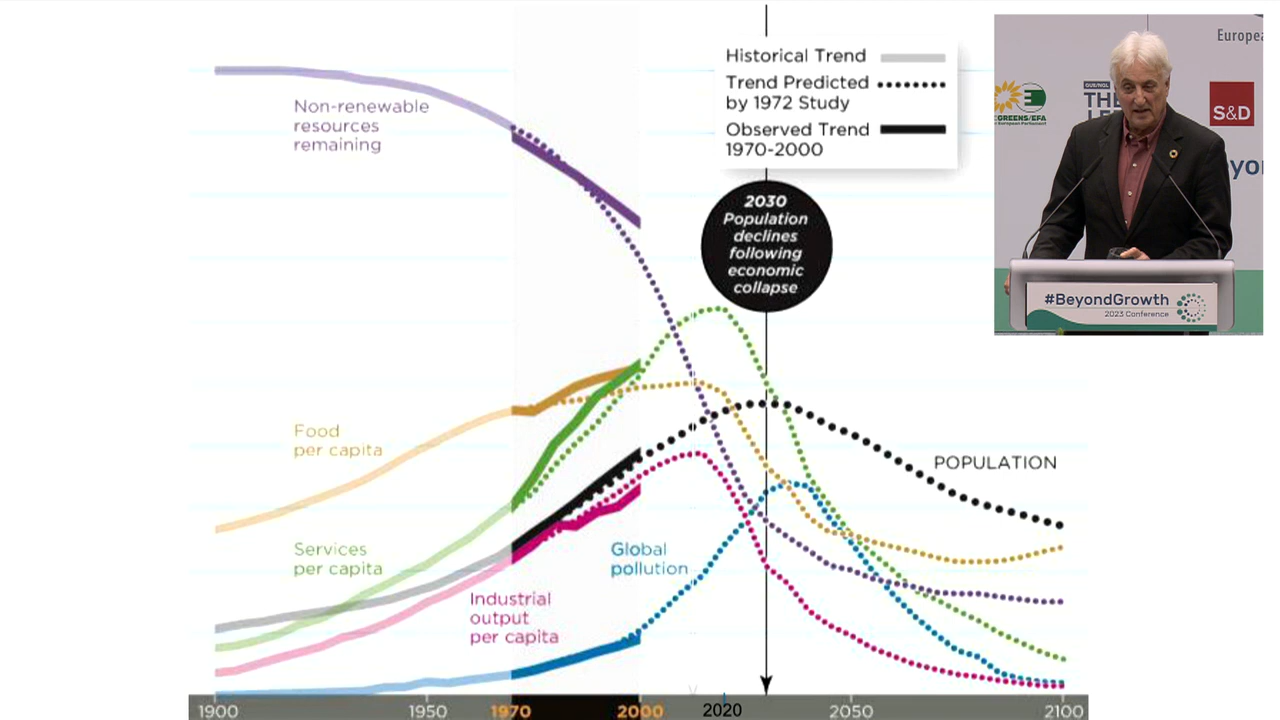 Historical Trend
Trend Predicted
by 1972 Study
Observed Trend
1970-2000
Non-renewable
resources
remaining
2030
Population
declines
following
economic
collapse
Food
per capita
POPULATION
Services
per capita
Global
pollution
Industrial
output
per capita
1900
1950
1970
2000
2020
2050
2100
Europea
GREENS/EFA
THE
S&D
#BeyondGrowth
2023 Conference